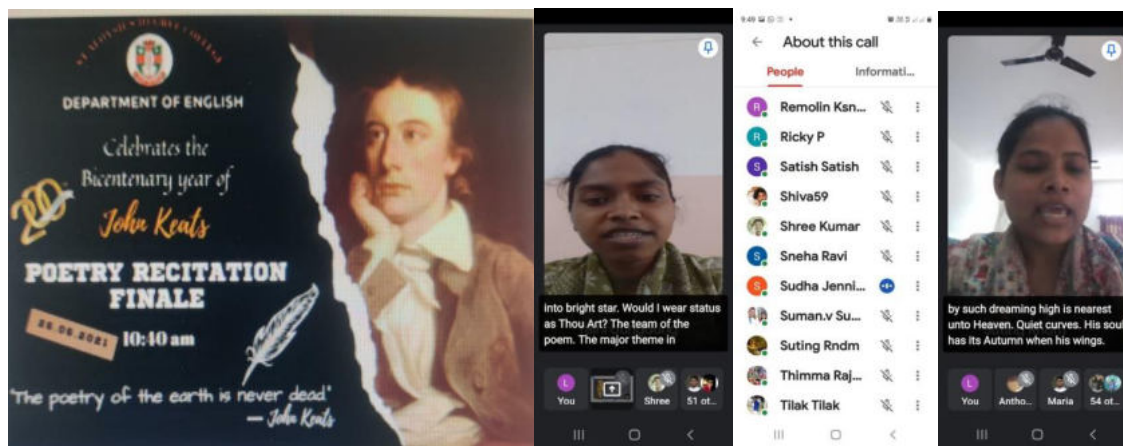 DEPARTMENT OF ENGLISH
Celebrates the
Bicentenary year of
200
John Keats
POETRY RECITATION
FINALE
10:40 am
"The poetry of the earth is never dead"
— John Keats
into bright star. Would I wear status
as Thou Art? The team of the
poem. The major theme in
L
You
Shree
51 ot...
9:49
About this call
People
Informati...
R
Remolin Ksn...
R
Ricky P
S
Satish Satish
Shiva59
Shree Kumar
S
Sneha Ravi
S
Sudha Jenni...
Suman.v Su...
Suting Rndm
Thimma Raj...
Tilak Tilak
by such dreaming high is nearest
unto Heaven. Quiet curves. His soul
has its Autumn when his wings.
L
You
Antho...
Maria
54 ot...